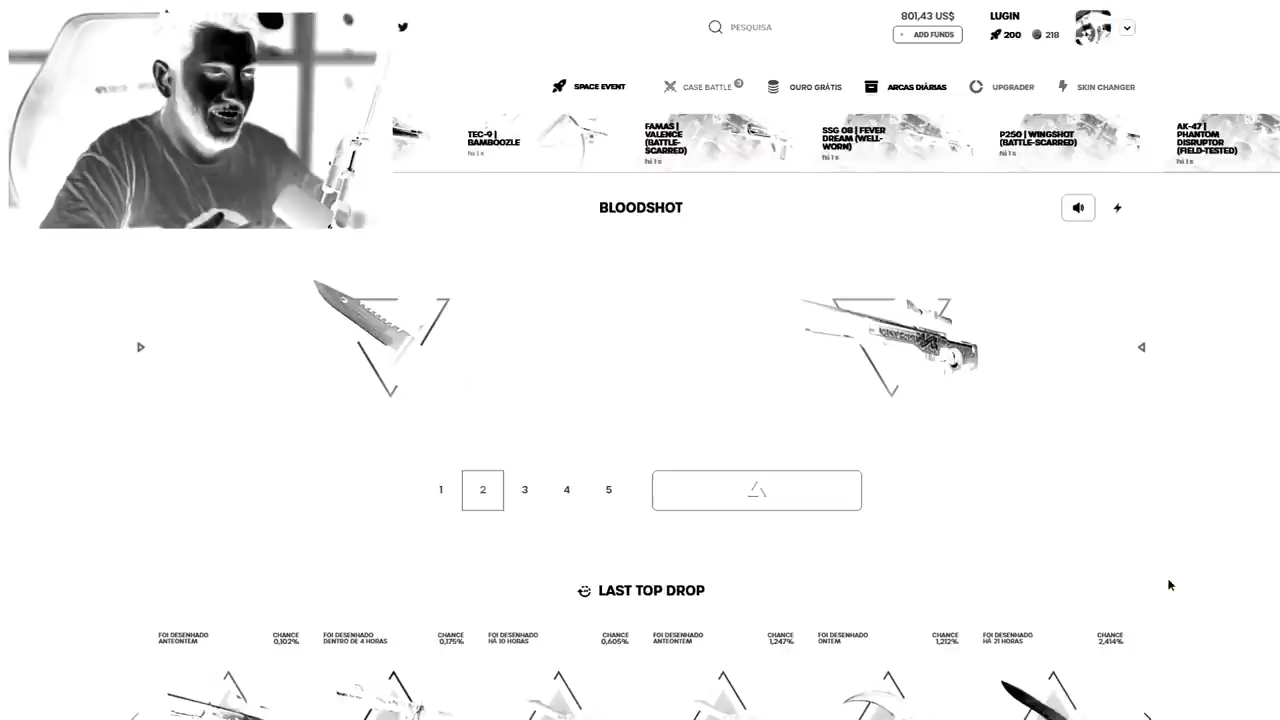 PESQUISA
801,43 US$
ADD FUNDS
LUGIN
200
218
SPACE EVENT
CASE BATTLE
3
OURO GRÁTIS
ARCAS DIÁRIAS
UPGRADER
SKIN CHANGER
TEC-9 |
BAMBOOZLE
FAMAS |
VALENCE
(BATTLE-
SCARRED)
SSG 08 | FEVER
DREAM (WELL-
WORN)
P250 | WINGSHOT
(BATTLE-SCARRED)
AK-47 |
PHANTOM
DISRUPTOR
(FIELD-TESTED)
BLOODSHOT
1 2 3 4 5
LAST TOP DROP
FOI DESENHADO
ANTEONTEM
CHANCE
0,102%
FOI DESENHADO
DENTRO DE 4 HORAS
CHANCE
0,175%
FOI DESENHADO
HÁ 10 HORAS
CHANCE
0,605%
FOI DESENHADO
ANTEONTEM
CHANCE
1,247%
FOI DESENHADO
ONTEM
CHANCE
1,212%
FOI DESENHADO
HÁ 21 HORAS
CHANCE
2,414%